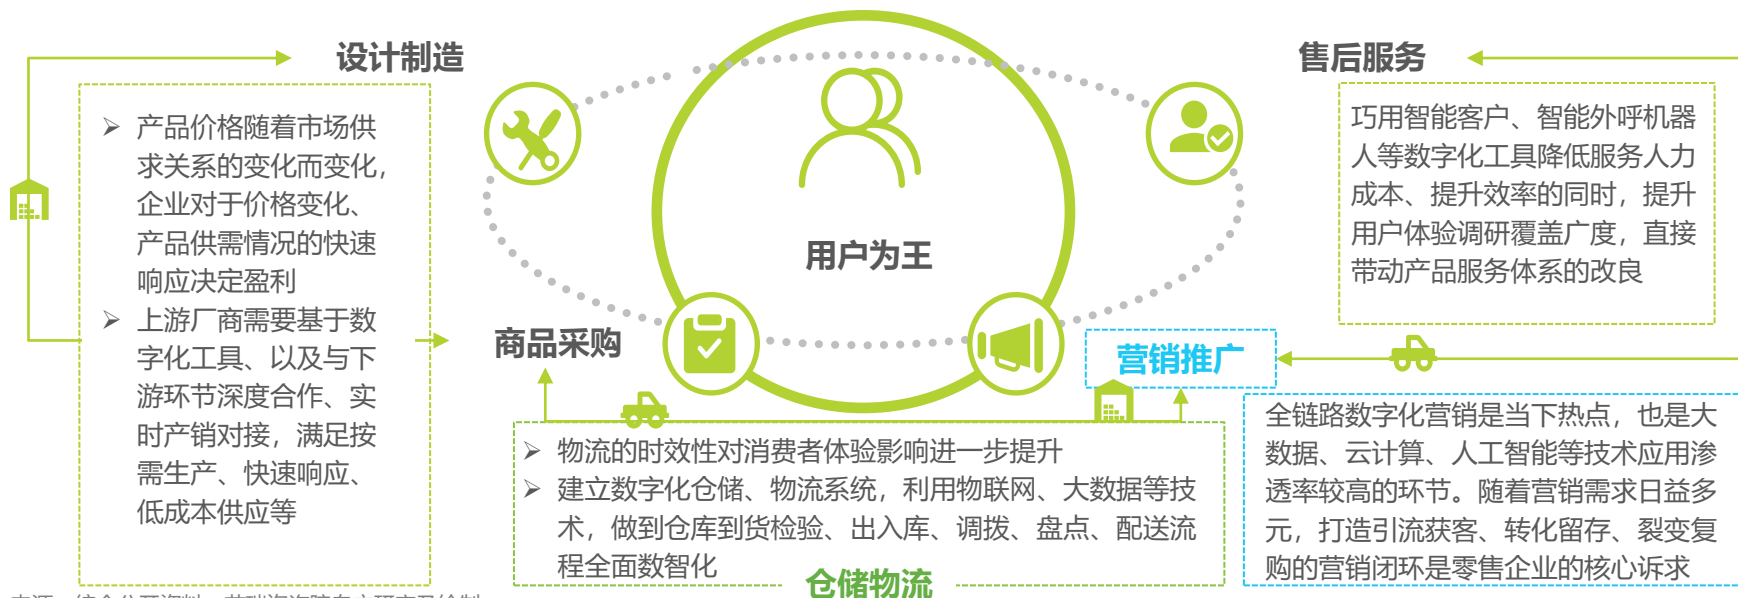 设计制造
➢ 产品价格随着市场供
求关系的变化而变化，
企业对于价格变化、
产品供需情况的快速
响应决定盈利
➢ 上游厂商需要基于数
字化工具、以及与下
游环节深度合作、实
时产销对接，满足按
需生产、快速响应、
低成本供应等
用户为王
商品采购
➢ 物流的时效性对消费者体验影响进一步提升
➢ 建立数字化仓储、物流系统，利用物联网、大数据等技
术，做到仓库到货检验、出入库、调拨、盘点、配送流
程全面数智化
仓储物流
售后服务
巧用智能客户、智能外呼机器
人等数字化工具降低服务人力
成本、提升效率的同时，提升
用户体验调研覆盖广度，直接
带动产品服务体系的改良
营销推广
全链路数字化营销是当下热点，也是大
数据、云计算、人工智能等技术应用渗
透率较高的环节。随着营销需求日益多
元，打造引流获客、转化留存、裂变复
购的营销闭环是零售企业的核心诉求